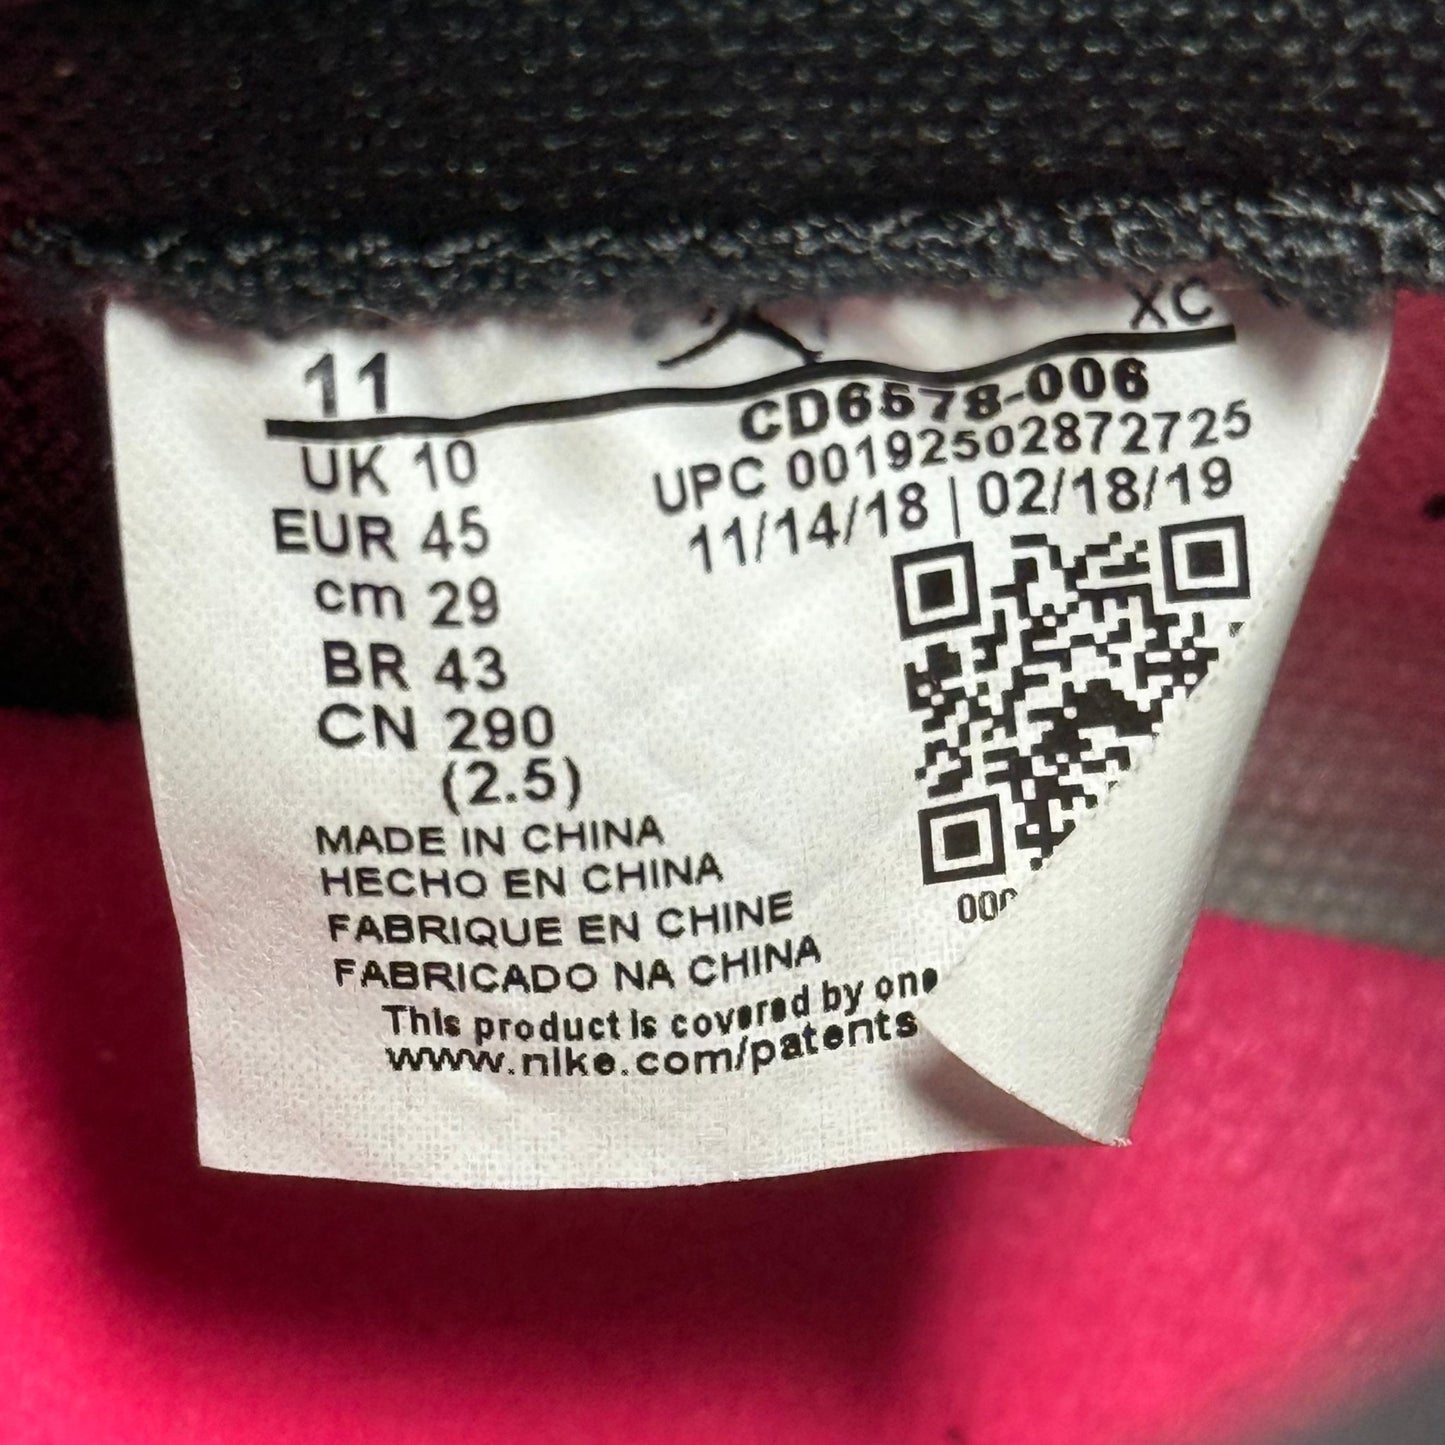 11
XC
CD6578-006
UPC 00192502872725
11/14/18 | 02/18/19
UK 10
EUR 45
cm 29
BR 43
CN 290
(2.5)
MADE IN CHINA
HECHO EN CHINA
FABRIQUE EN CHINE
FABRICADO NA CHINA
This product is covered by one
www.nike.com/patents
000